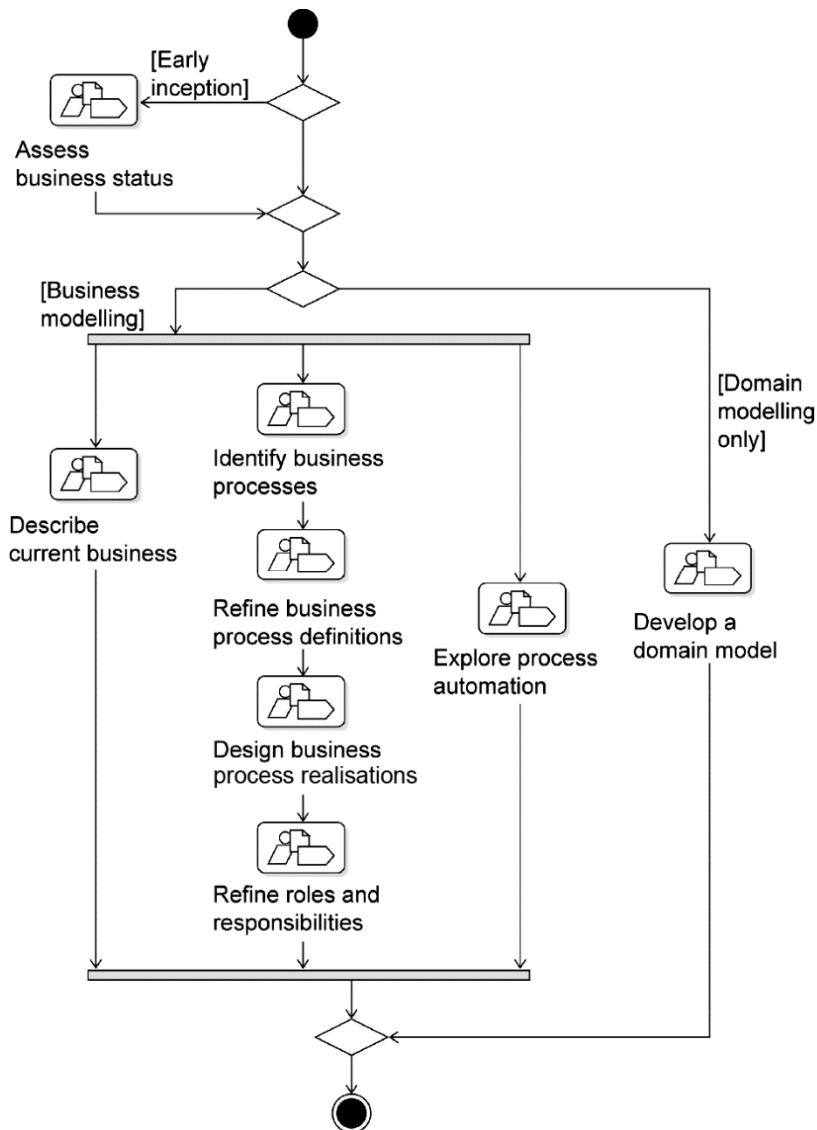 [Early
inception]
Assess
business status
[Business
modelling]
[Domain
modelling
only]
Identify business
processes
Describe
current business
Refine business
process definitions
Explore process
automation
Develop a
domain model
Design business
process realisations
Refine roles and
responsibilities